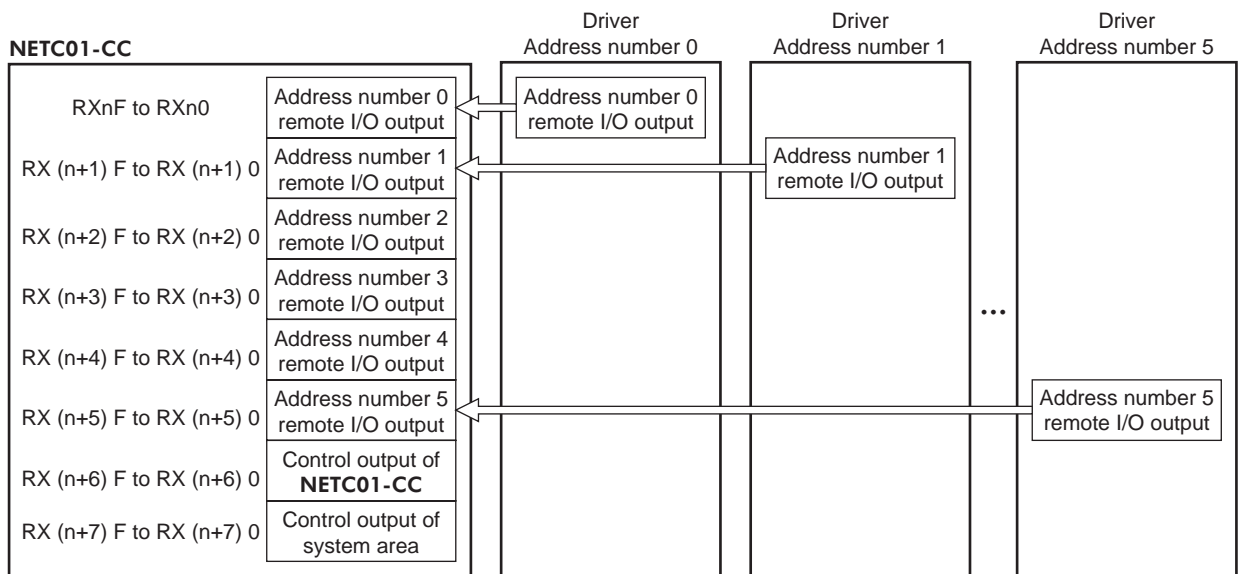 Driver
Address number 0
Driver
Address number 1
Driver
Address number 5
NETC01-CC
RXnF to RXn0
Address number 0
remote I/O output
Address number 0
remote I/O output
RX (n+1) F to RX (n+1) 0
Address number 1
remote I/O output
Address number 1
remote I/O output
RX (n+2) F to RX (n+2) 0
Address number 2
remote I/O output
RX (n+3) F to RX (n+3) 0
Address number 3
remote I/O output
...
RX (n+4) F to RX (n+4) 0
Address number 4
remote I/O output
RX (n+5) F to RX (n+5) 0
Address number 5
remote I/O output
Address number 5
remote I/O output
RX (n+6) F to RX (n+6) 0
Control output of
NETC01-CC
RX (n+7) F to RX (n+7) 0
Control output of
system area